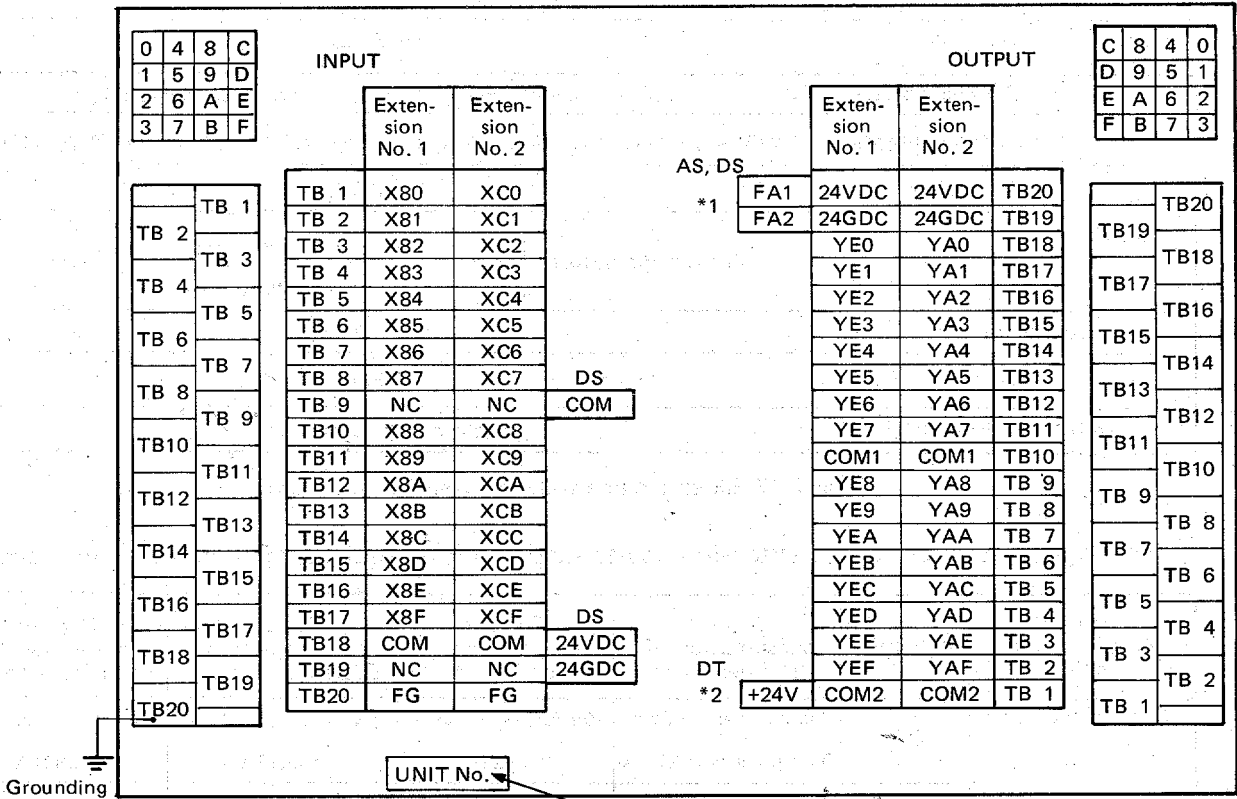 0 4 8 C
1 5 9 D
2 6 A E
3 7 B F
INPUT
OUTPUT
C 8 4 0
D 9 5 1
E A 6 2
F B 7 3
TB 1
TB 2
TB 3
TB 4
TB 5
TB 6
TB 7
TB 8
TB 9
TB10
TB11
TB12
TB13
TB14
TB15
TB16
TB17
TB18
TB19
TB20
Grounding
Exten-
sion
No. 1
Exten-
sion
No. 2
TB 1 X80 XC0
TB 2 X81 XC1
TB 3 X82 XC2
TB 4 X83 XC3
TB 5 X84 XC4
TB 6 X85 XC5
TB 7 X86 XC6
TB 8 X87 XC7 DS
TB 9 NC NC COM
TB10 X88 XC8
TB11 X89 XC9
TB12 X8A XCA
TB13 X8B XCB
TB14 X8C XCC
TB15 X8D XCD
TB16 X8E XCE
TB17 X8F XCF DS
TB18 COM COM 24VDC
TB19 NC NC 24GDC
TB20 FG FG
UNIT No.
Exten-
sion
No. 1
Exten-
sion
No. 2
AS, DS
*1
FA1 24VDC 24VDC TB20
FA2 24GDC 24GDC TB19
YE0 YA0 TB18
YE1 YA1 TB17
YE2 YA2 TB16
YE3 YA3 TB15
YE4 YA4 TB14
YE5 YA5 TB13
YE6 YA6 TB12
YE7 YA7 TB11
COM1 COM1 TB10
YE8 YA8 TB 9
YE9 YA9 TB 8
YEA YAA TB 7
YEB YAB TB 6
YEC YAC TB 5
YED YAD TB 4
YEE YAE TB 3
DT YEF YAF TB 2
*2 +24V COM2 COM2 TB 1
TB20
TB19
TB18
TB17
TB16
TB15
TB14
TB13
TB12
TB11
TB10
TB 9
TB 8
TB 7
TB 6
TB 5
TB 4
TB 3
TB 2
TB 1